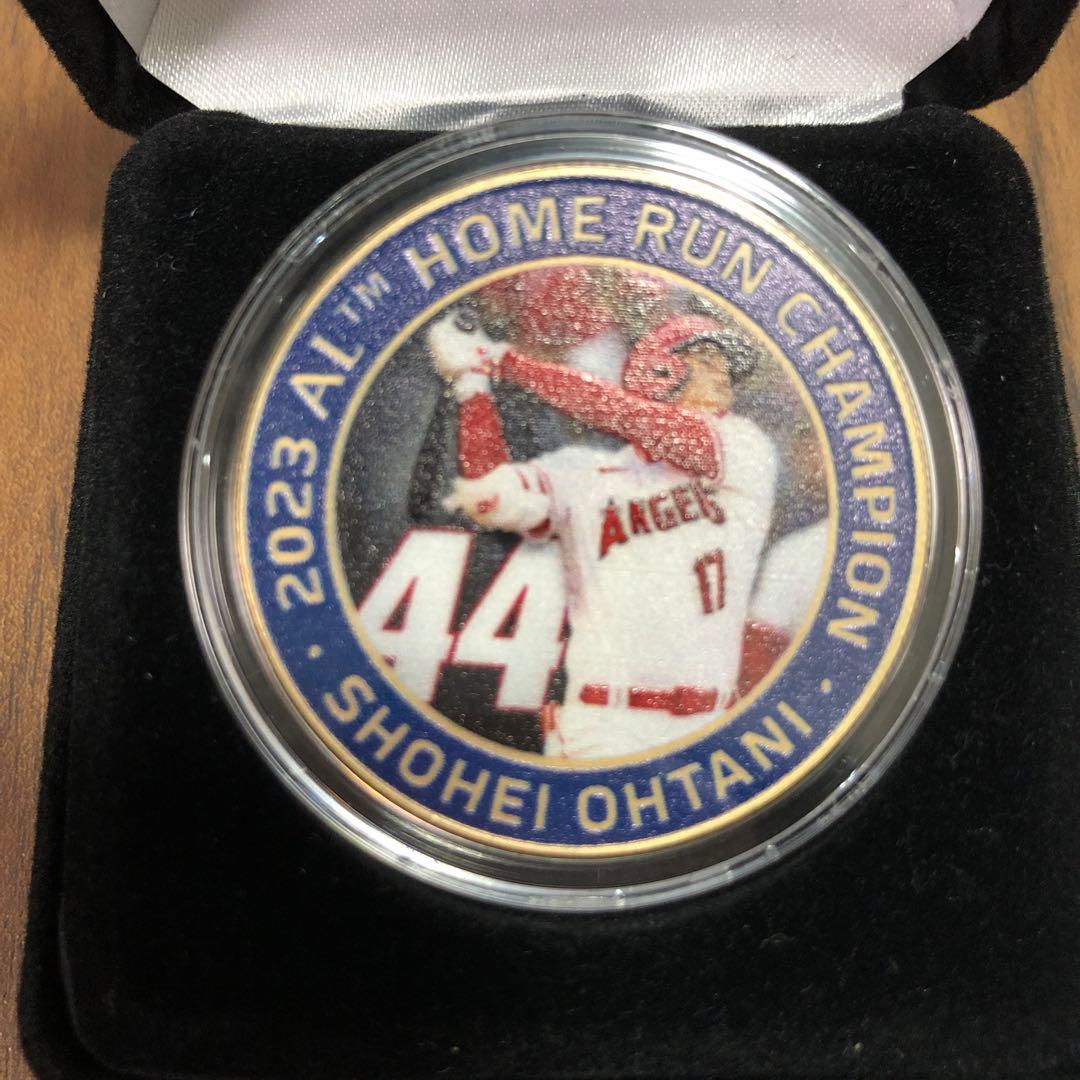 2023 AL™ HOME RUN CHAMPION
44
ANGELS
17
· SHOHEI OHTANI ·